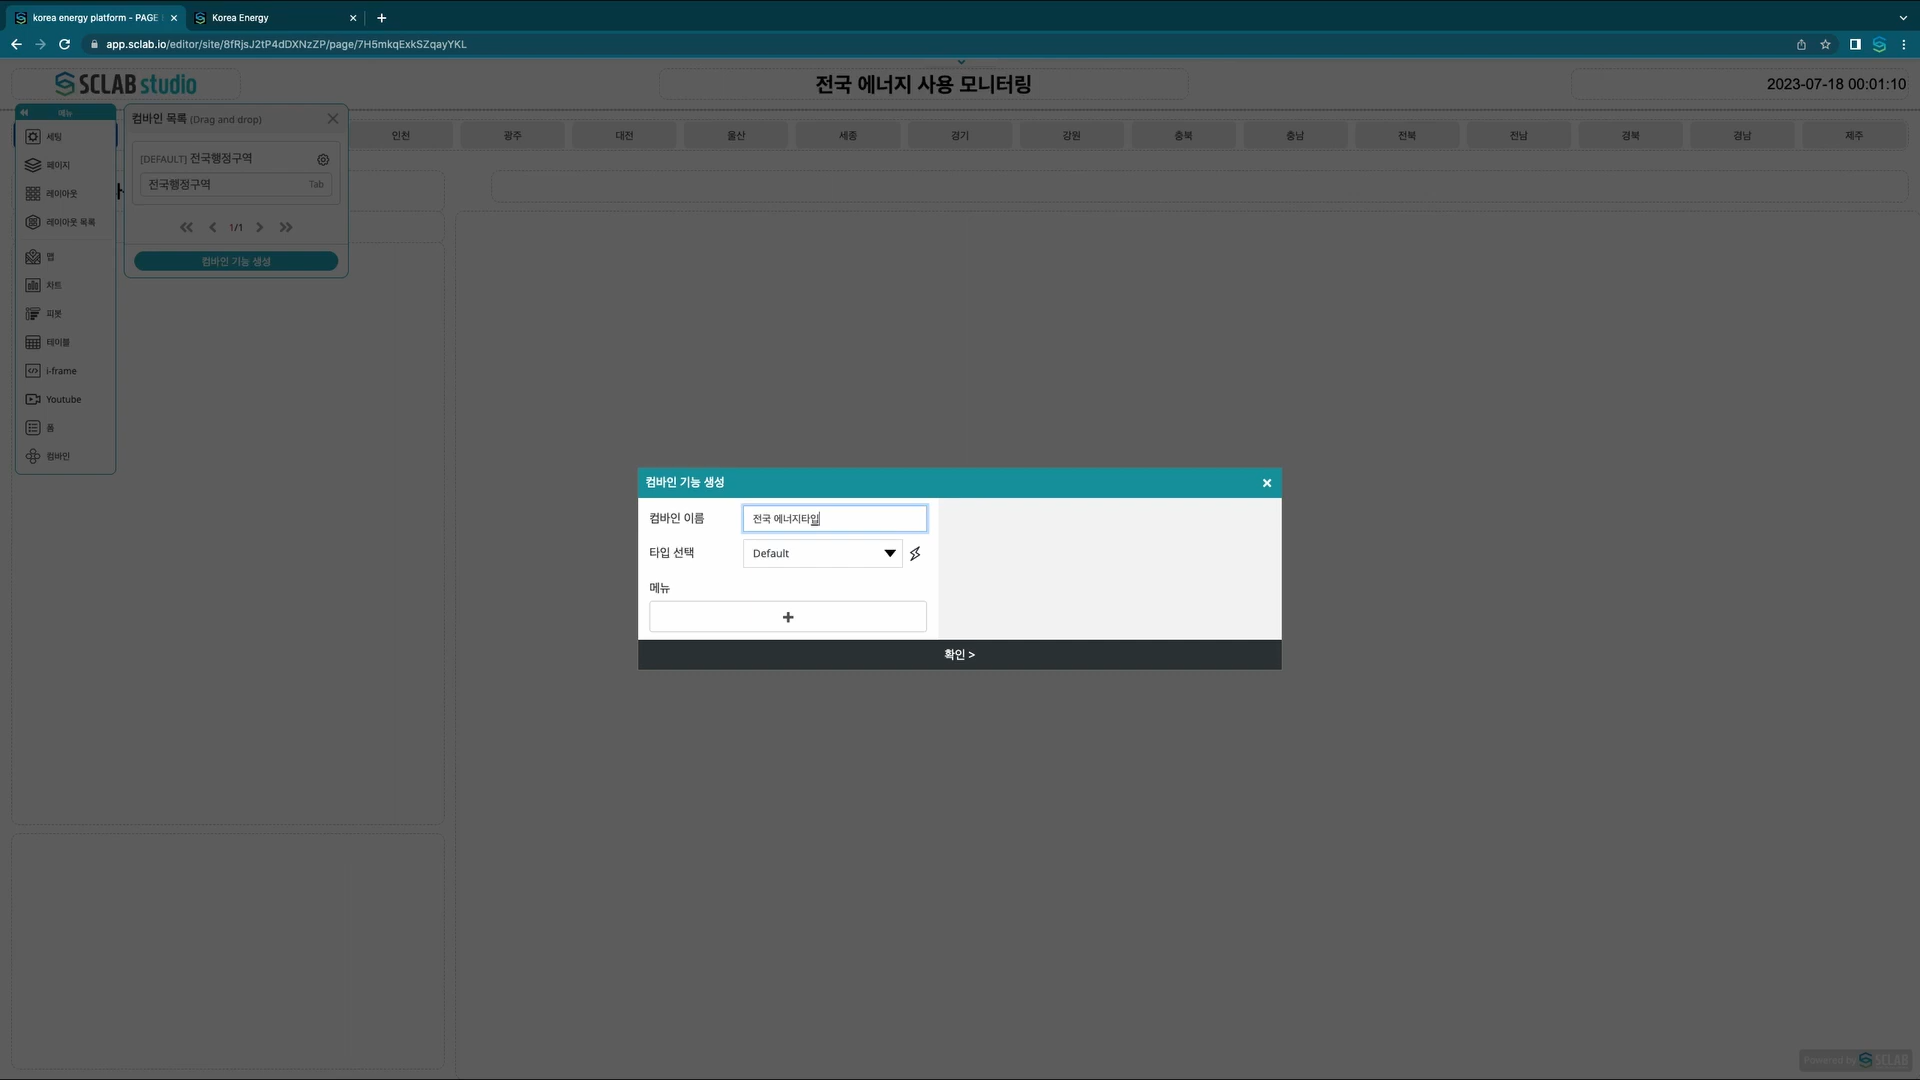 korea energy platform - PAGE
Korea Energy
app.sclab.io/editor/site/8fRjsJ2tP4dDXNzZP/page/7H5mkqExkSZqayYKL
SCLAB studio
전국 에너지 사용 모니터링
2023-07-18 00:01:10
메뉴
컴바인 목록 (Drag and drop)
인천
광주
대전
울산
세종
경기
강원
충북
충남
전북
전남
경북
경남
제주
세팅
페이지
레이아웃
레이아웃 목록
맵
차트
피봇
테이블
i-frame
Youtube
폼
컴바인
[DEFAULT] 전국행정구역
전국행정구역 Tab
1/1
컴바인 기능 생성
컴바인 기능 생성
컴바인 이름
전국 에너지타입
타입 선택
Default
메뉴
확인 >
Powered by SCLAB